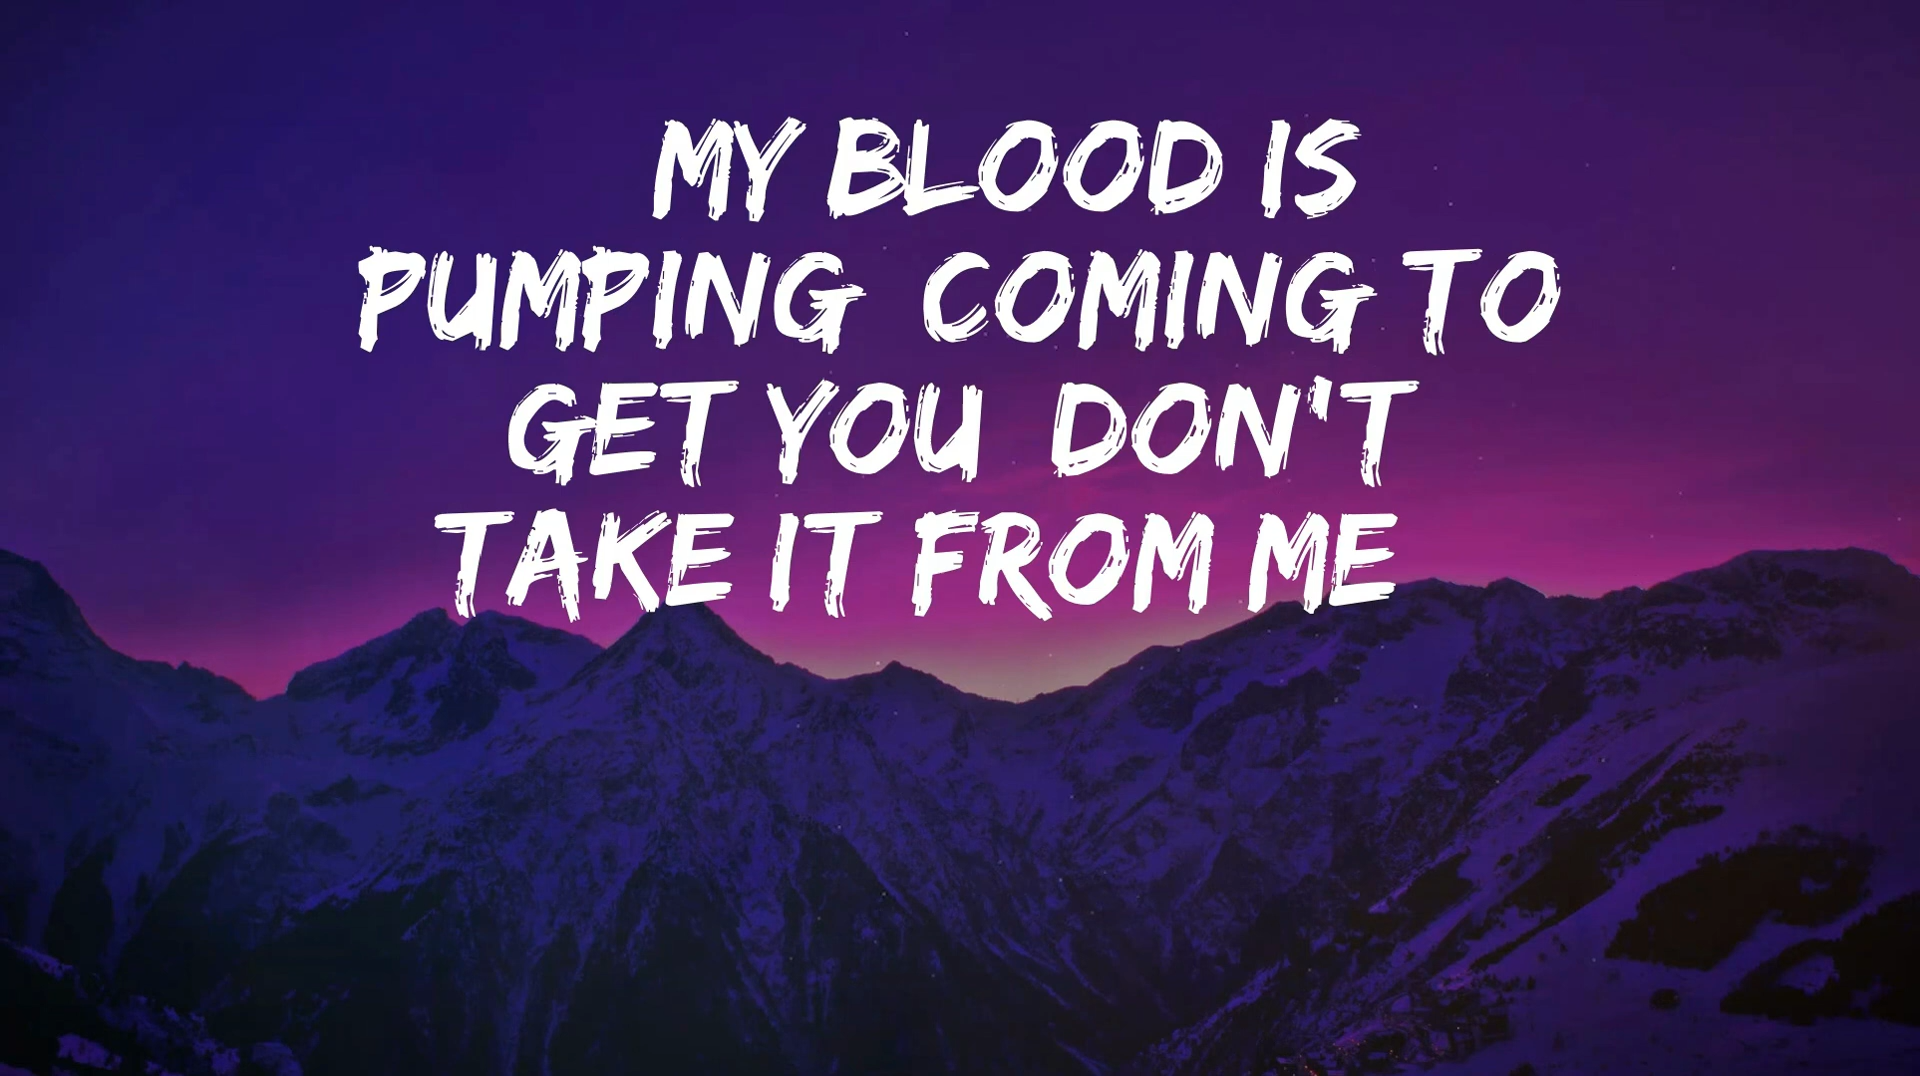 MY BLOOD IS
PUMPING COMING TO
GET YOU DON'T
TAKE IT FROM ME